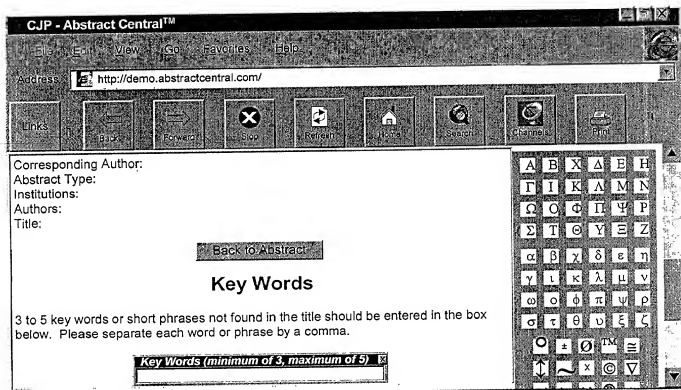 CJP - Abstract Central™
File Edit View Go Favorites Help
Address http://demo.abstractcentral.com/
Links Back Forward Stop Refresh Home Search Channels Print
Corresponding Author:
Abstract Type:
Institutions:
Authors:
Title:
Back to Abstract
Key Words
3 to 5 key words or short phrases not found in the title should be entered in the box
below. Please separate each word or phrase by a comma.
Key Words (minimum of 3, maximum of 5)
Α Β Χ Δ Ε Η
Γ Ι Κ Λ Μ Ν
Ω Ο Φ Π Ψ Ρ
Σ Τ Θ Υ Ξ Ζ
α β χ δ ε η
γ ι κ λ μ ν
ω ο φ π ψ ρ
σ τ θ υ ξ ζ
° ± Ø ™ ≅
↕ ~ x © ∇